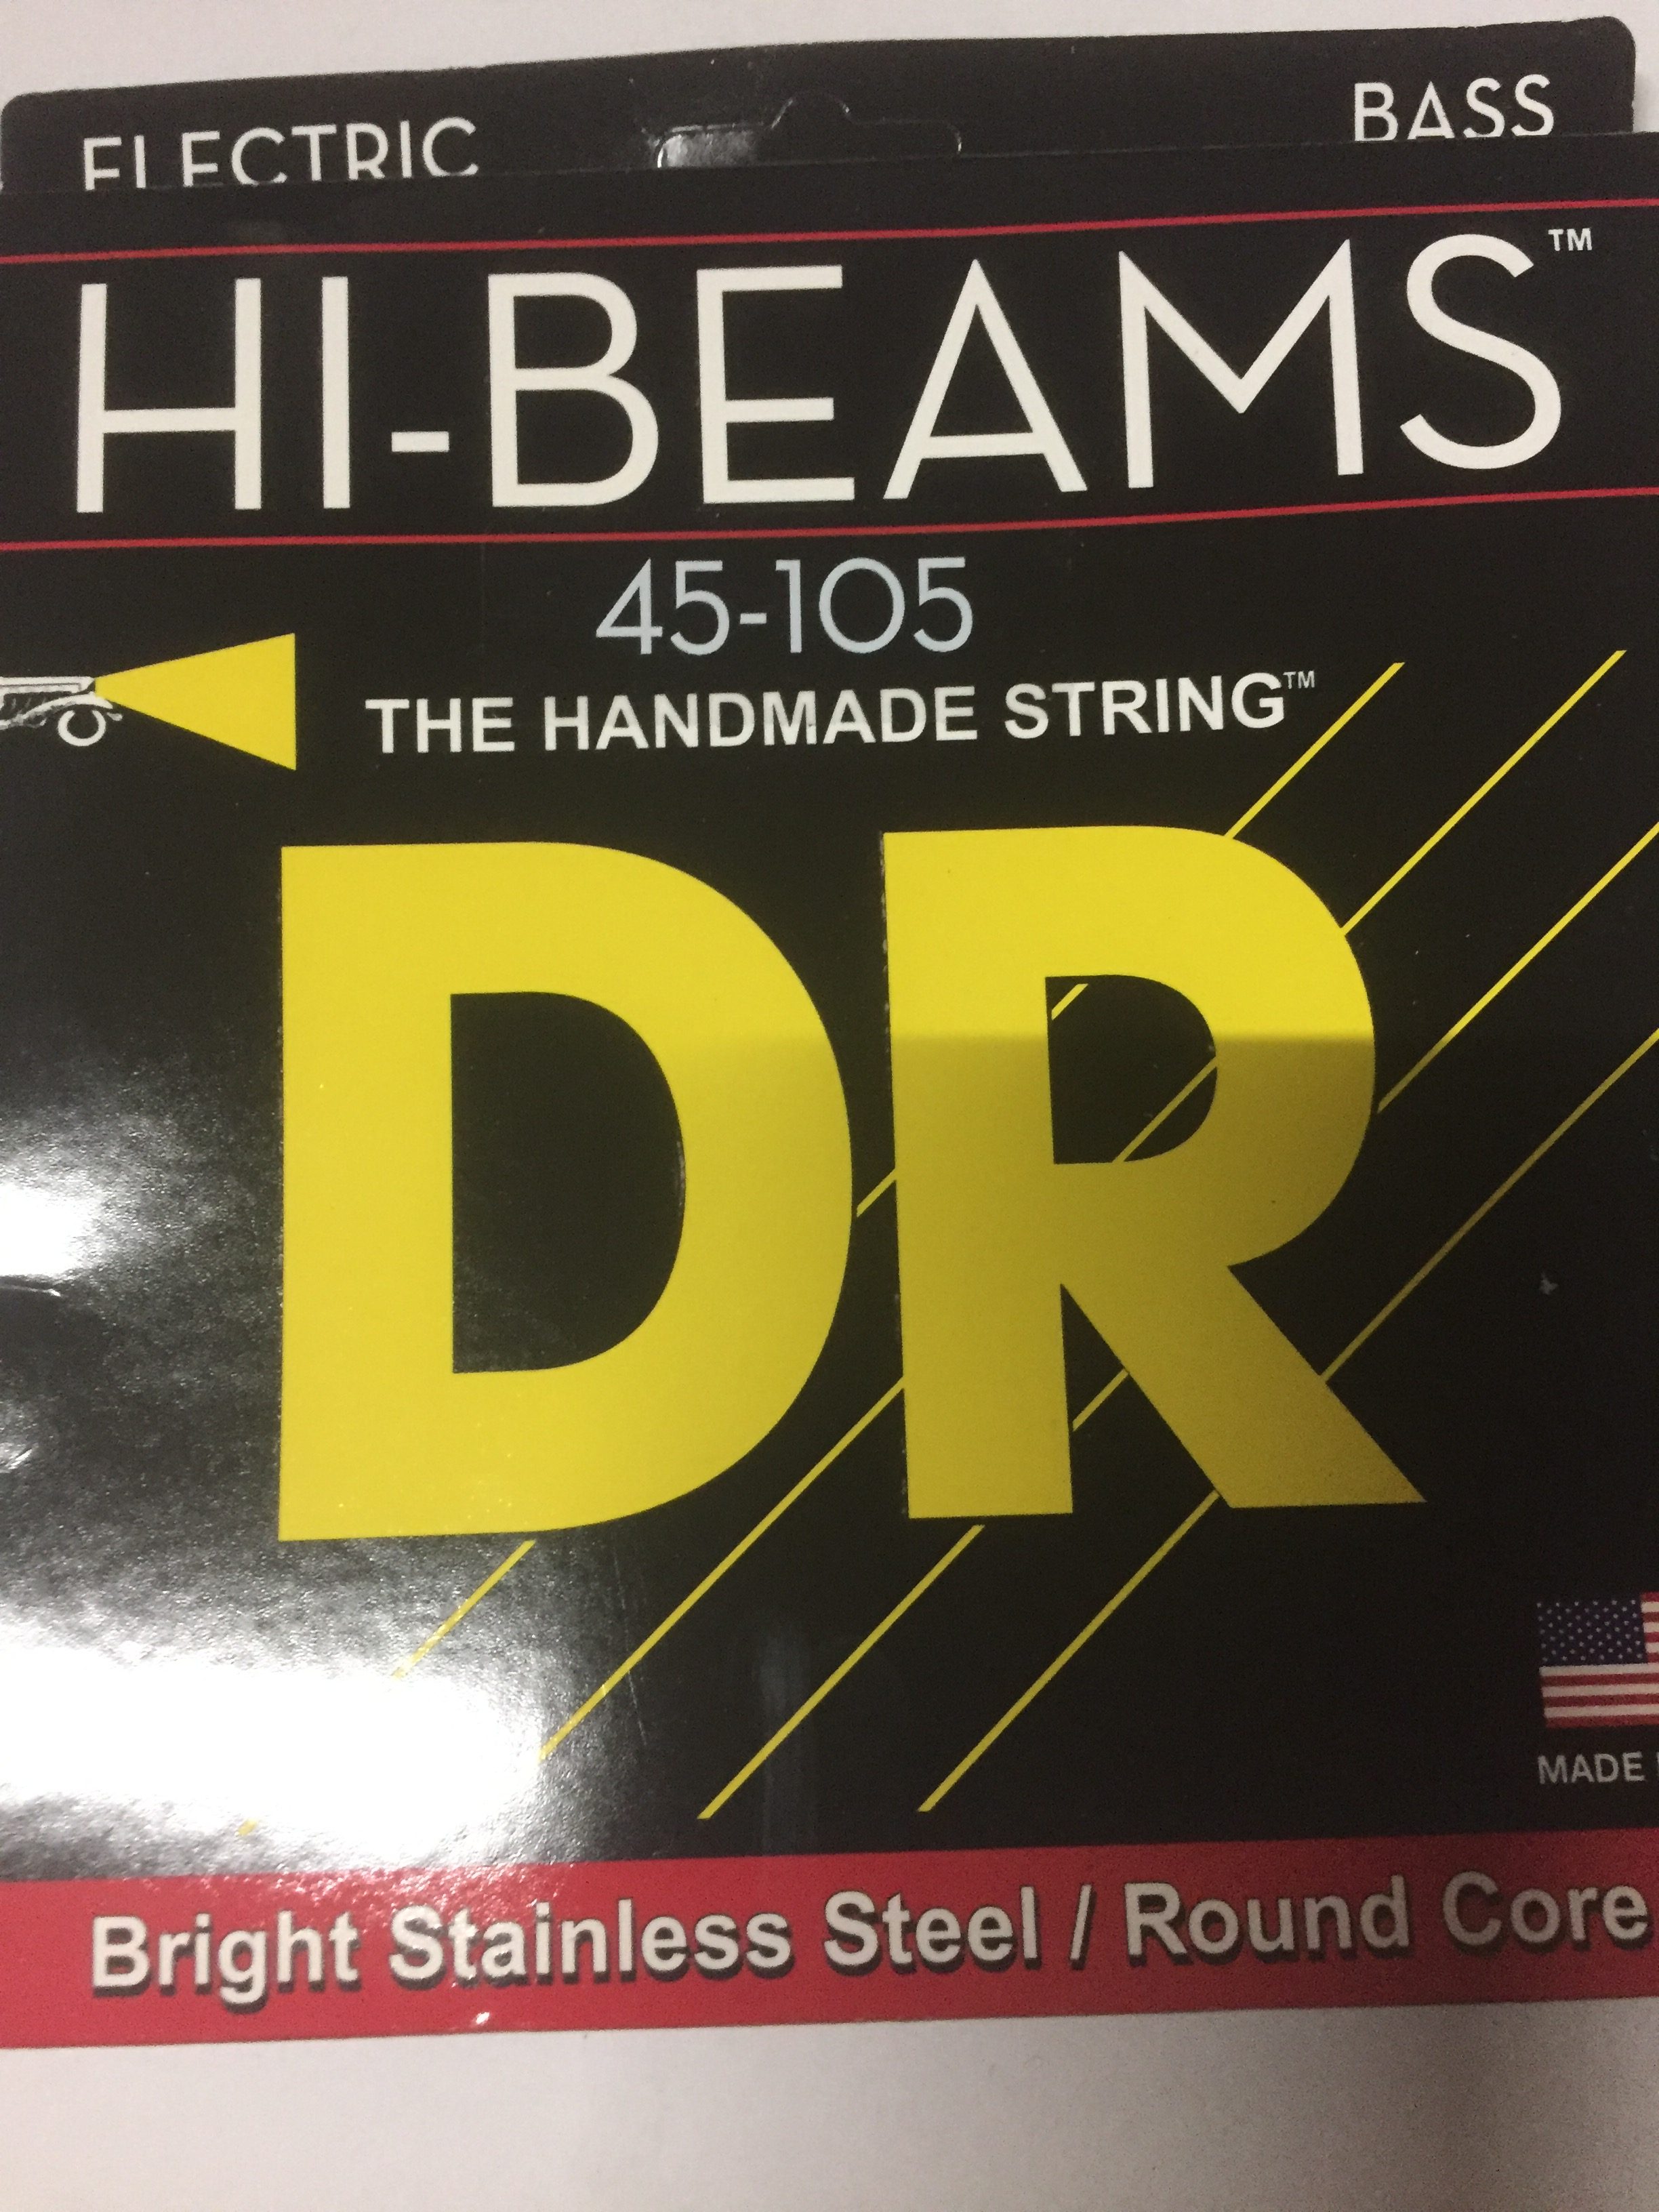 ELECTRIC BASS
HI-BEAMS™
45-105
THE HANDMADE STRING™
DR
MADE
Bright Stainless Steel / Round Core